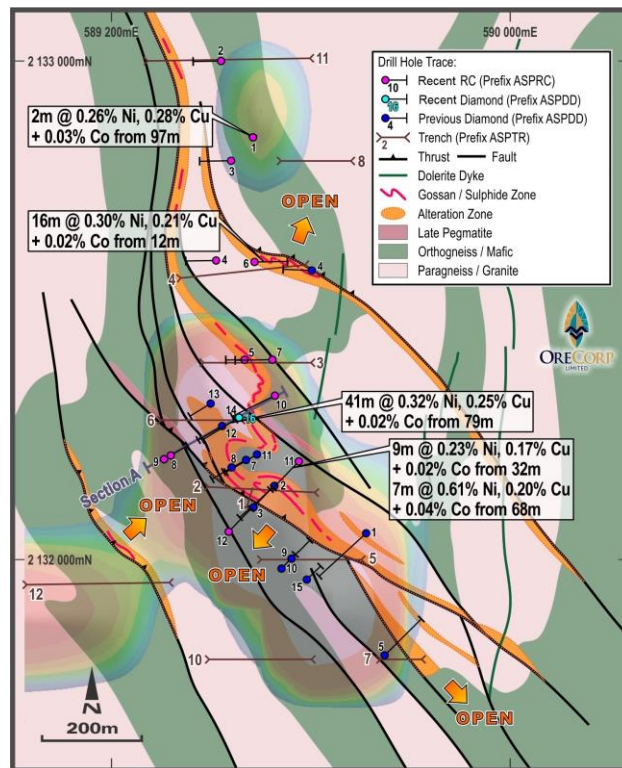 589 200mE
590 000mE
2 133 000mN
2
11
Drill Hole Trace:
10 Recent RC (Prefix ASPRC)
16 Recent Diamond (Prefix ASPDD)
4 Previous Diamond (Prefix ASPDD)
2 Trench (Prefix ASPTR)
Thrust Fault
Dolerite Dyke
Gossan / Sulphide Zone
Alteration Zone
Late Pegmatite
Orthogneiss / Mafic
Paragneiss / Granite
2m @ 0.26% Ni, 0.28% Cu
+ 0.03% Co from 97m
1
3
8
OPEN
16m @ 0.30% Ni, 0.21% Cu
+ 0.02% Co from 12m
4
6
4
4
ORECORP
LIMITED
5
7
3
13
10
14
16
6
12
41m @ 0.32% Ni, 0.25% Cu
+ 0.02% Co from 79m
9
8
8
7
11
11
9m @ 0.23% Ni, 0.17% Cu
+ 0.02% Co from 32m
7m @ 0.61% Ni, 0.20% Cu
+ 0.04% Co from 68m
Section A
2
2
1
3
OPEN
12
1
2 132 000mN
OPEN
9
10
5
15
12
5
10
7
OPEN
N
200m